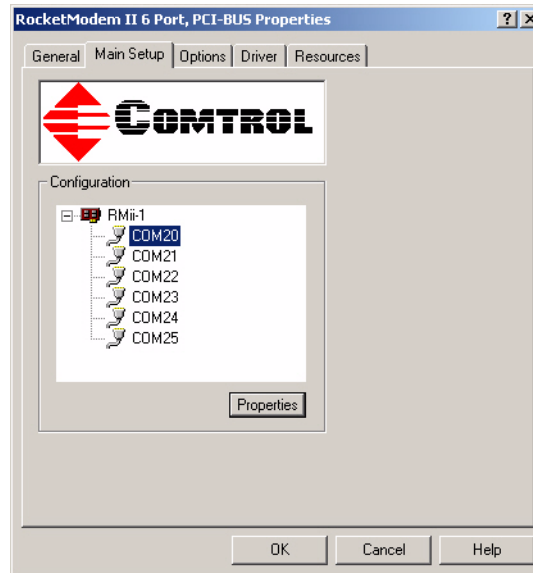 RocketModem II 6 Port, PCI-BUS Properties
General Main Setup Options Driver Resources
COMTROL
Configuration
RMii-1
COM20
COM21
COM22
COM23
COM24
COM25
Properties
OK Cancel Help